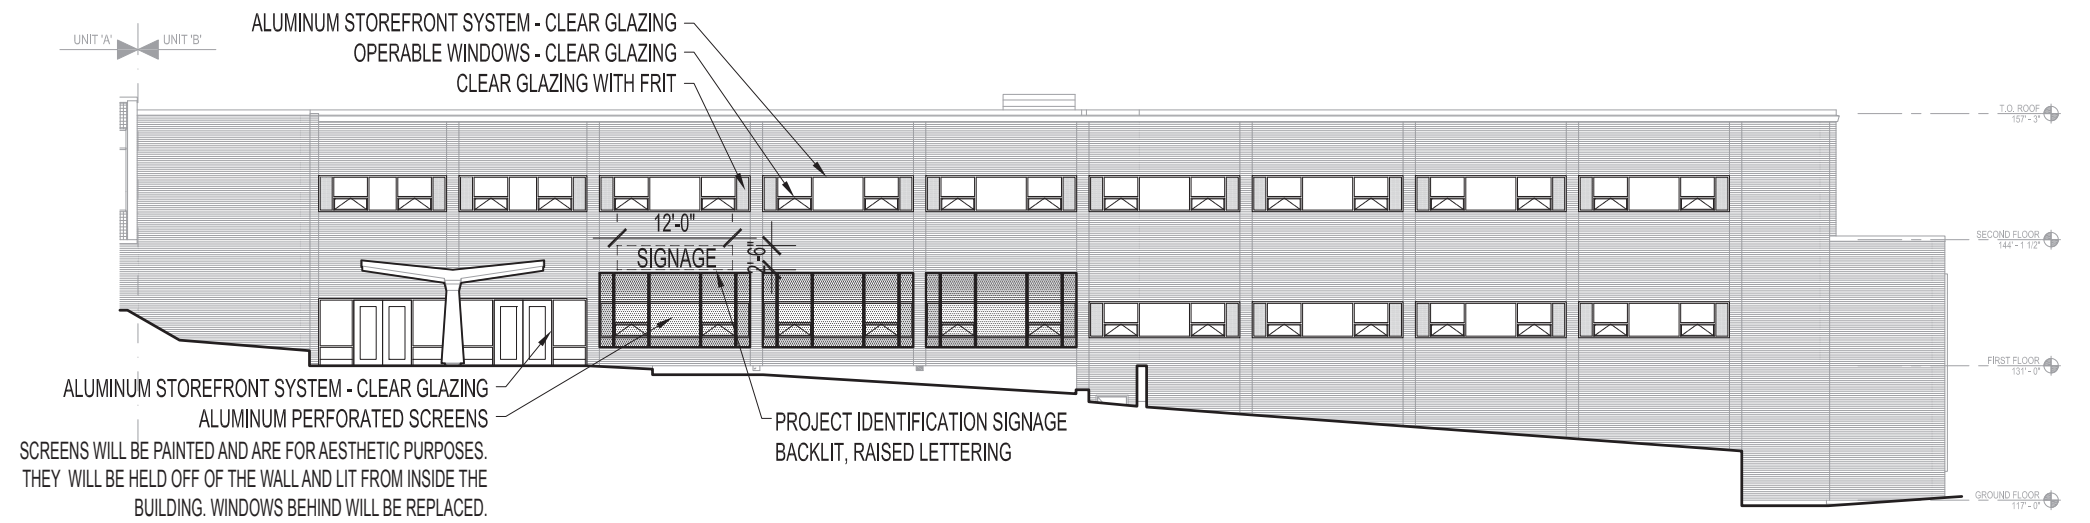 ALUMINUM STOREFRONT SYSTEM - CLEAR GLAZING
UNIT 'A'
UNIT 'B'
OPERABLE WINDOWS - CLEAR GLAZING
CLEAR GLAZING WITH FRIT
T.O. ROOF
157' - 3"
12'-0"
SIGNAGE
2'-6"
SECOND FLOOR
144' - 1 1/2"
FIRST FLOOR
131' - 0"
ALUMINUM STOREFRONT SYSTEM - CLEAR GLAZING
ALUMINUM PERFORATED SCREENS
SCREENS WILL BE PAINTED AND ARE FOR AESTHETIC PURPOSES.
THEY WILL BE HELD OFF OF THE WALL AND LIT FROM INSIDE THE
BUILDING. WINDOWS BEHIND WILL BE REPLACED.
PROJECT IDENTIFICATION SIGNAGE
BACKLIT, RAISED LETTERING
GROUND FLOOR
117' - 0"